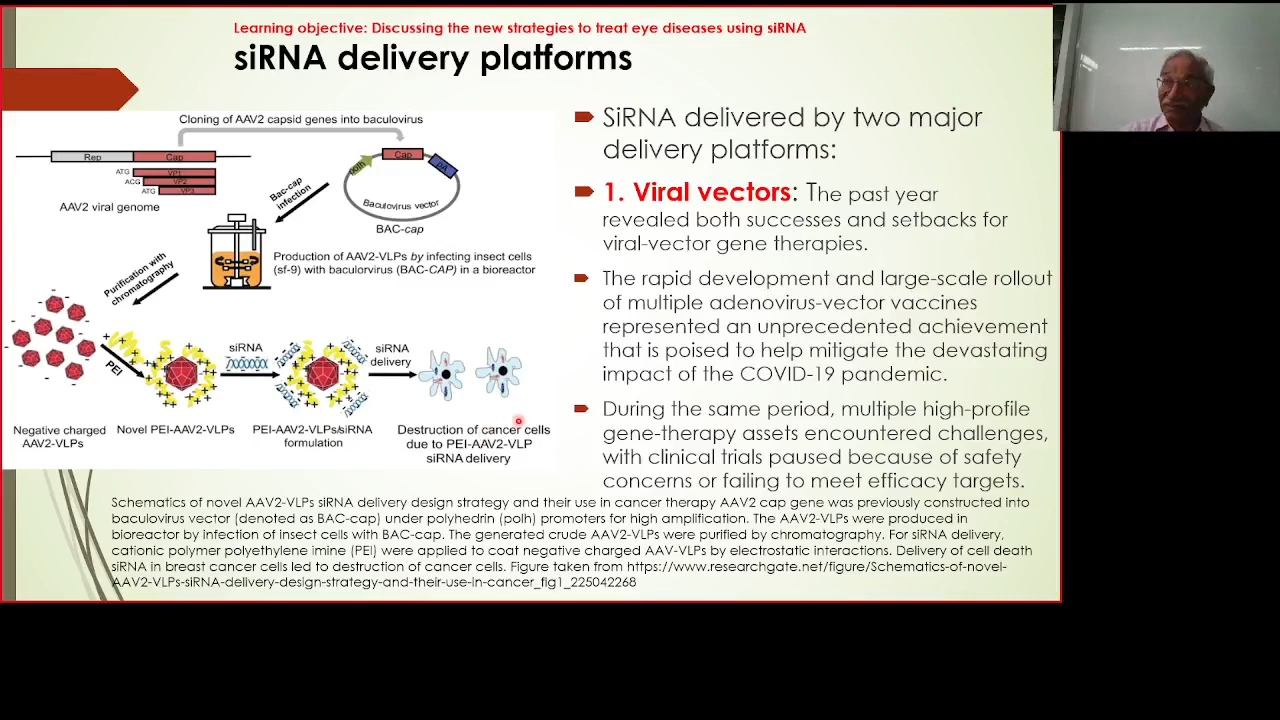 Learning objective: Discussing the new strategies to treat eye diseases using siRNA
siRNA delivery platforms
Cloning of AAV2 capsid genes into baculovirus
Rep
Cap
ATG
VP1
ACG
VP2
ATG
VP3
AAV2 viral genome
Bac-cap
infection
polh
Cap
pA
Baculovirus vector
BAC-cap
Production of AAV2-VLPs by infecting insect cells
(sf-9) with baculorvirus (BAC-CAP) in a bioreactor
Purification with
chromatography
PEI
siRNA
siRNA
delivery
Negative charged
AAV2-VLPs
Novel PEI-AAV2-VLPs
PEI-AAV2-VLPs/siRNA
formulation
Destruction of cancer cells
due to PEI-AAV2-VLP
siRNA delivery
SiRNA delivered by two major
delivery platforms:
1. Viral vectors: The past year
revealed both successes and setbacks for
viral-vector gene therapies.
The rapid development and large-scale rollout
of multiple adenovirus-vector vaccines
represented an unprecedented achievement
that is poised to help mitigate the devastating
impact of the COVID-19 pandemic.
During the same period, multiple high-profile
gene-therapy assets encountered challenges,
with clinical trials paused because of safety
concerns or failing to meet efficacy targets.
Schematics of novel AAV2-VLPs siRNA delivery design strategy and their use in cancer therapy AAV2 cap gene was previously constructed into
baculovirus vector (denoted as BAC-cap) under polyhedrin (polh) promoters for high amplification. The AAV2-VLPs were produced in
bioreactor by infection of insect cells with BAC-cap. The generated crude AAV2-VLPs were purified by chromatography. For siRNA delivery,
cationic polymer polyethylene imine (PEI) were applied to coat negative charged AAV-VLPs by electrostatic interactions. Delivery of cell death
siRNA in breast cancer cells led to destruction of cancer cells. Figure taken from https://www.researchgate.net/figure/Schematics-of-novel-
AAV2-VLPs-siRNA-delivery-design-strategy-and-their-use-in-cancer_fig1_225042268